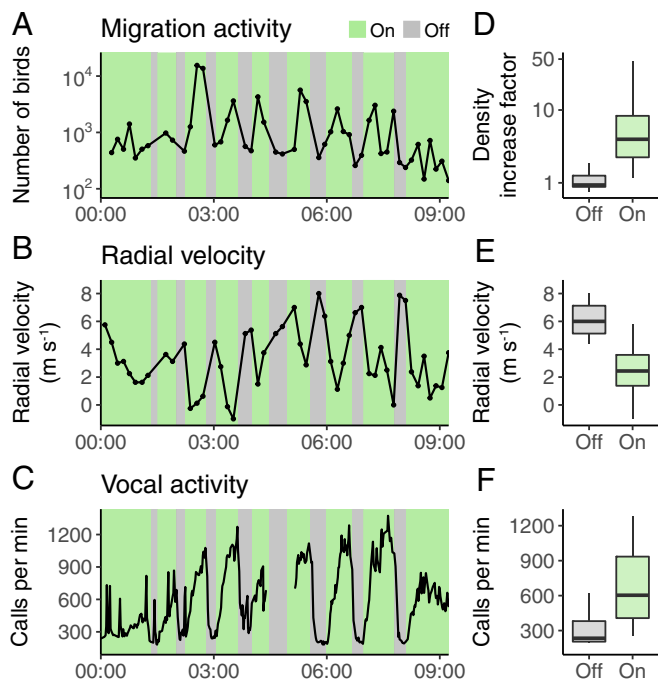 A Migration activity
On Off
Number of birds
10⁴
10³
10²
00:00 03:00 06:00 09:00
D
Density
increase factor
50
10
1
Off On
B Radial velocity
Radial velocity
(m s⁻¹)
8
6
4
2
0
00:00 03:00 06:00 09:00
E
Radial velocity
(m s⁻¹)
8
6
4
2
0
Off On
C Vocal activity
Calls per min
1200
900
600
300
00:00 03:00 06:00 09:00
F
Calls per min
1200
900
600
300
Off On